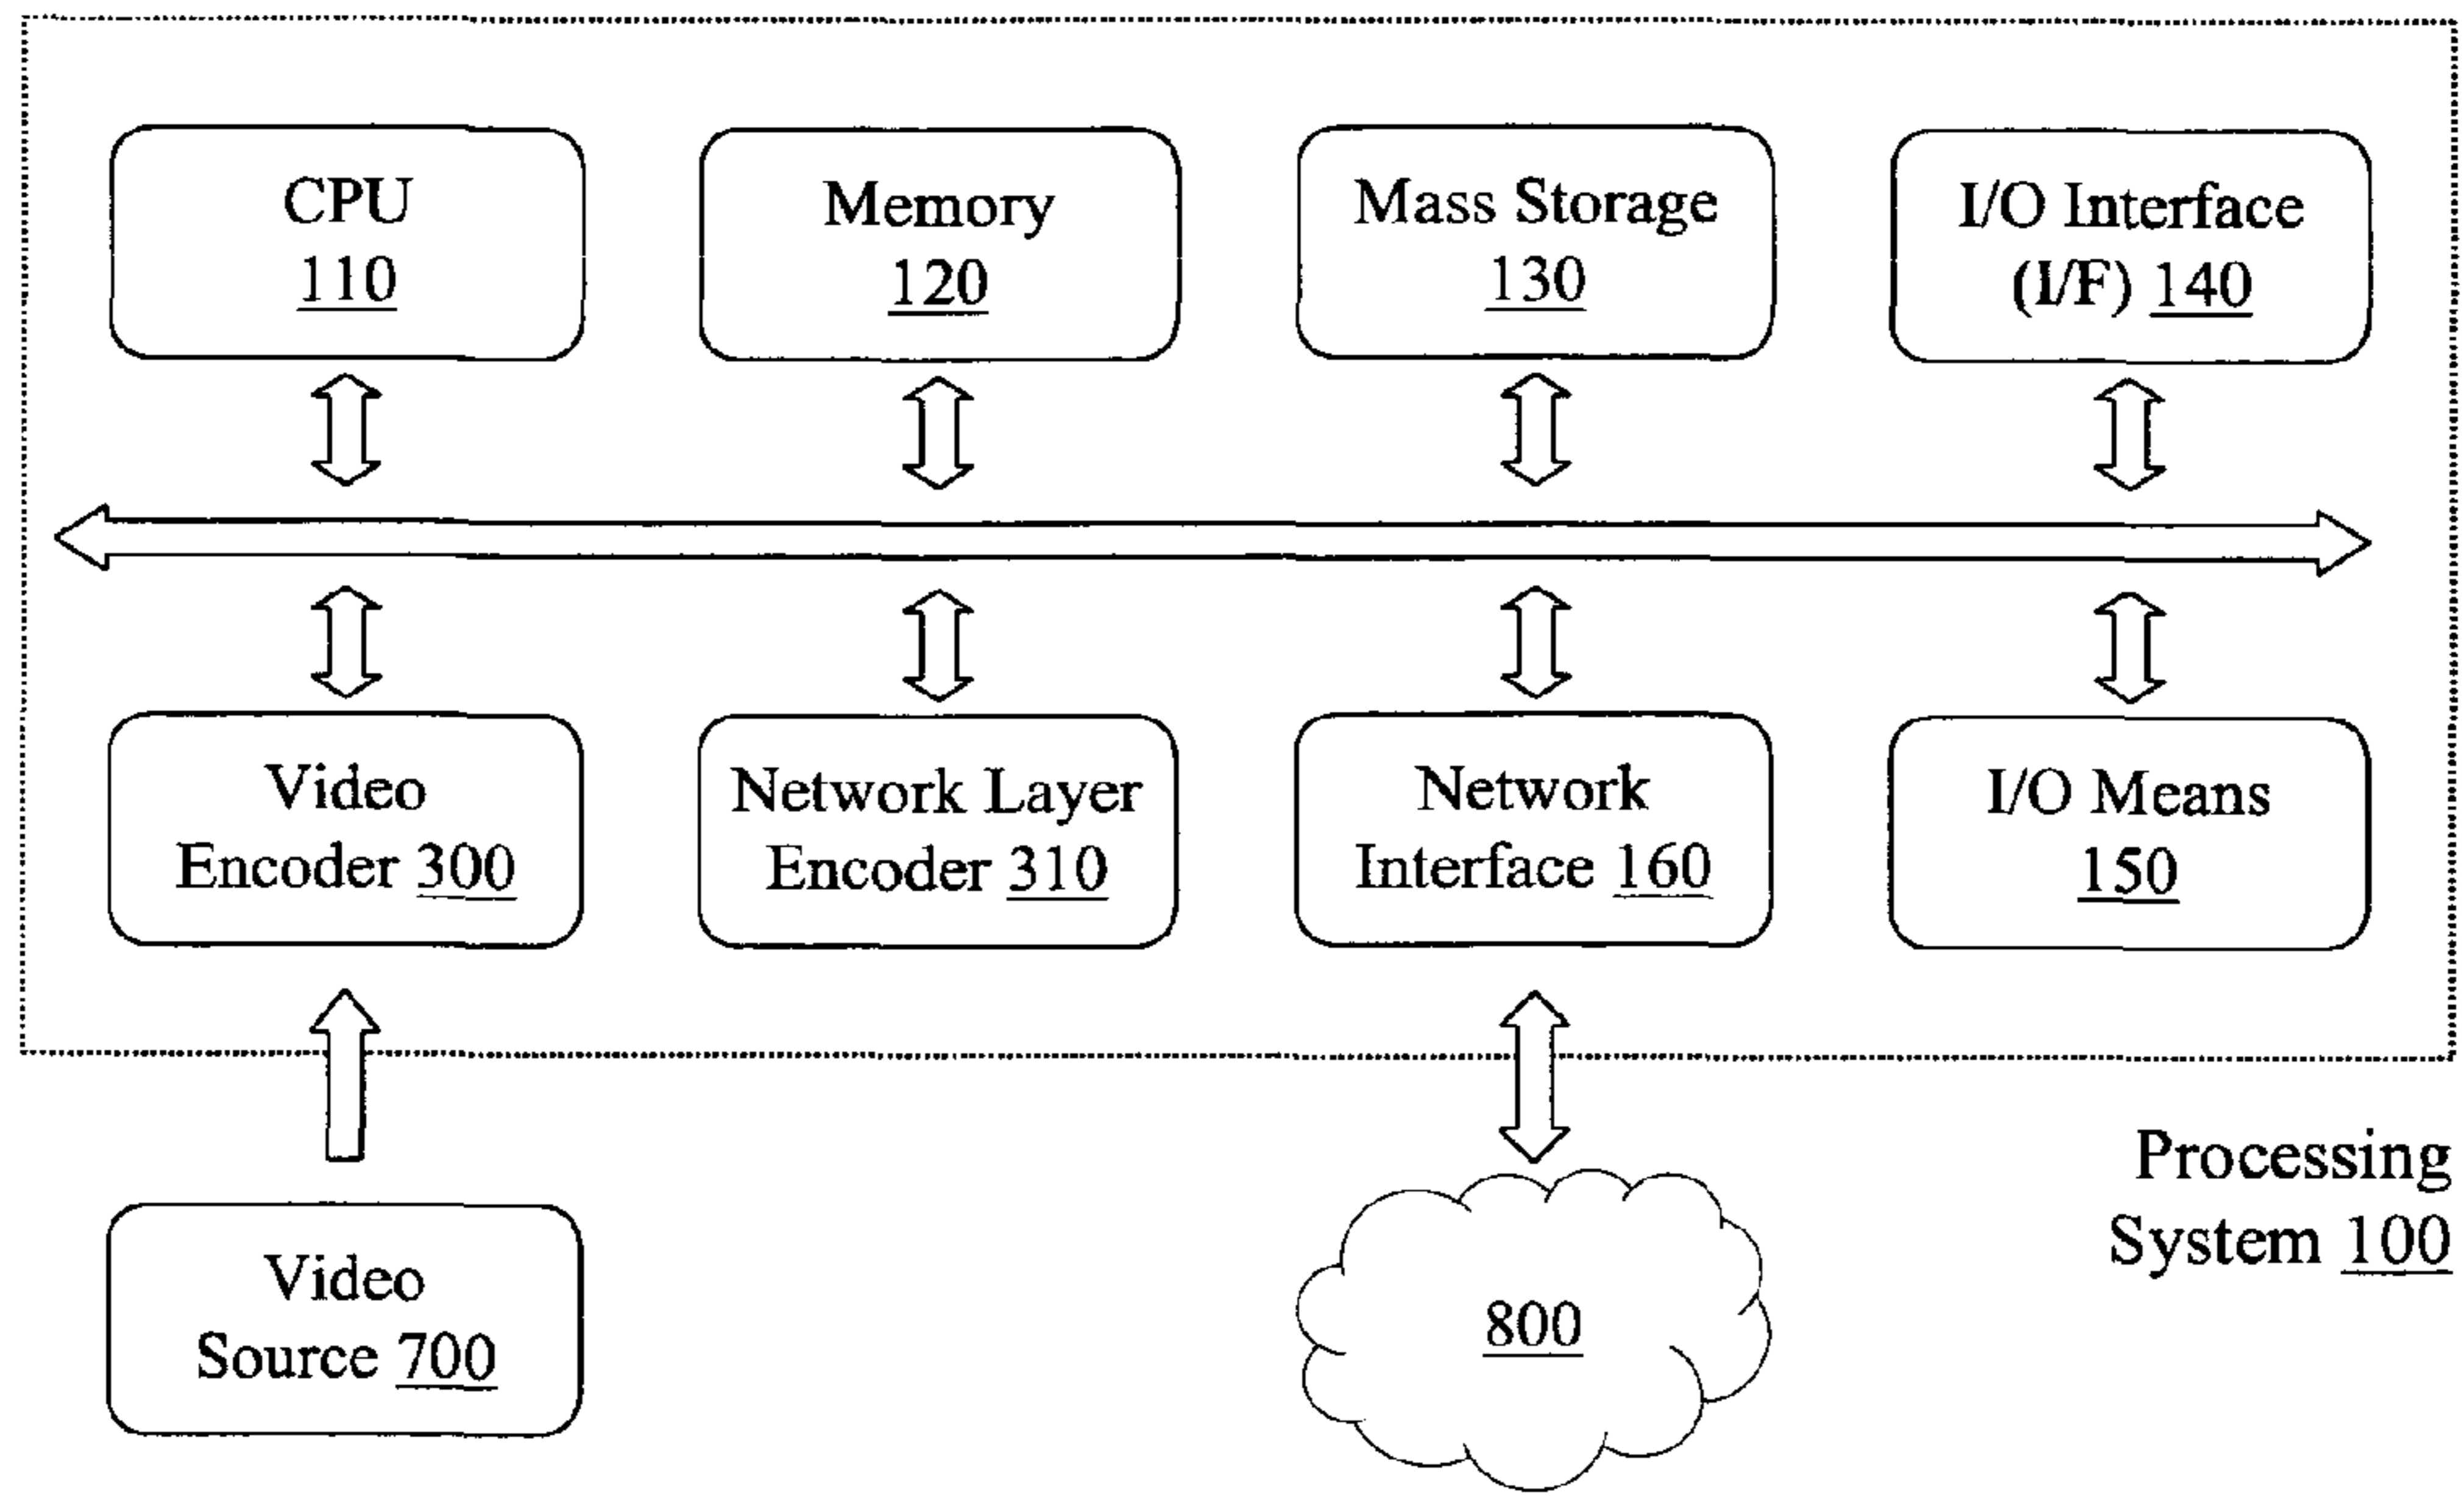 CPU
110
Memory
120
Mass Storage
130
I/O Interface
(I/F) 140
Video
Encoder 300
Network Layer
Encoder 310
Network
Interface 160
I/O Means
150
Video
Source 700
800
Processing
System 100